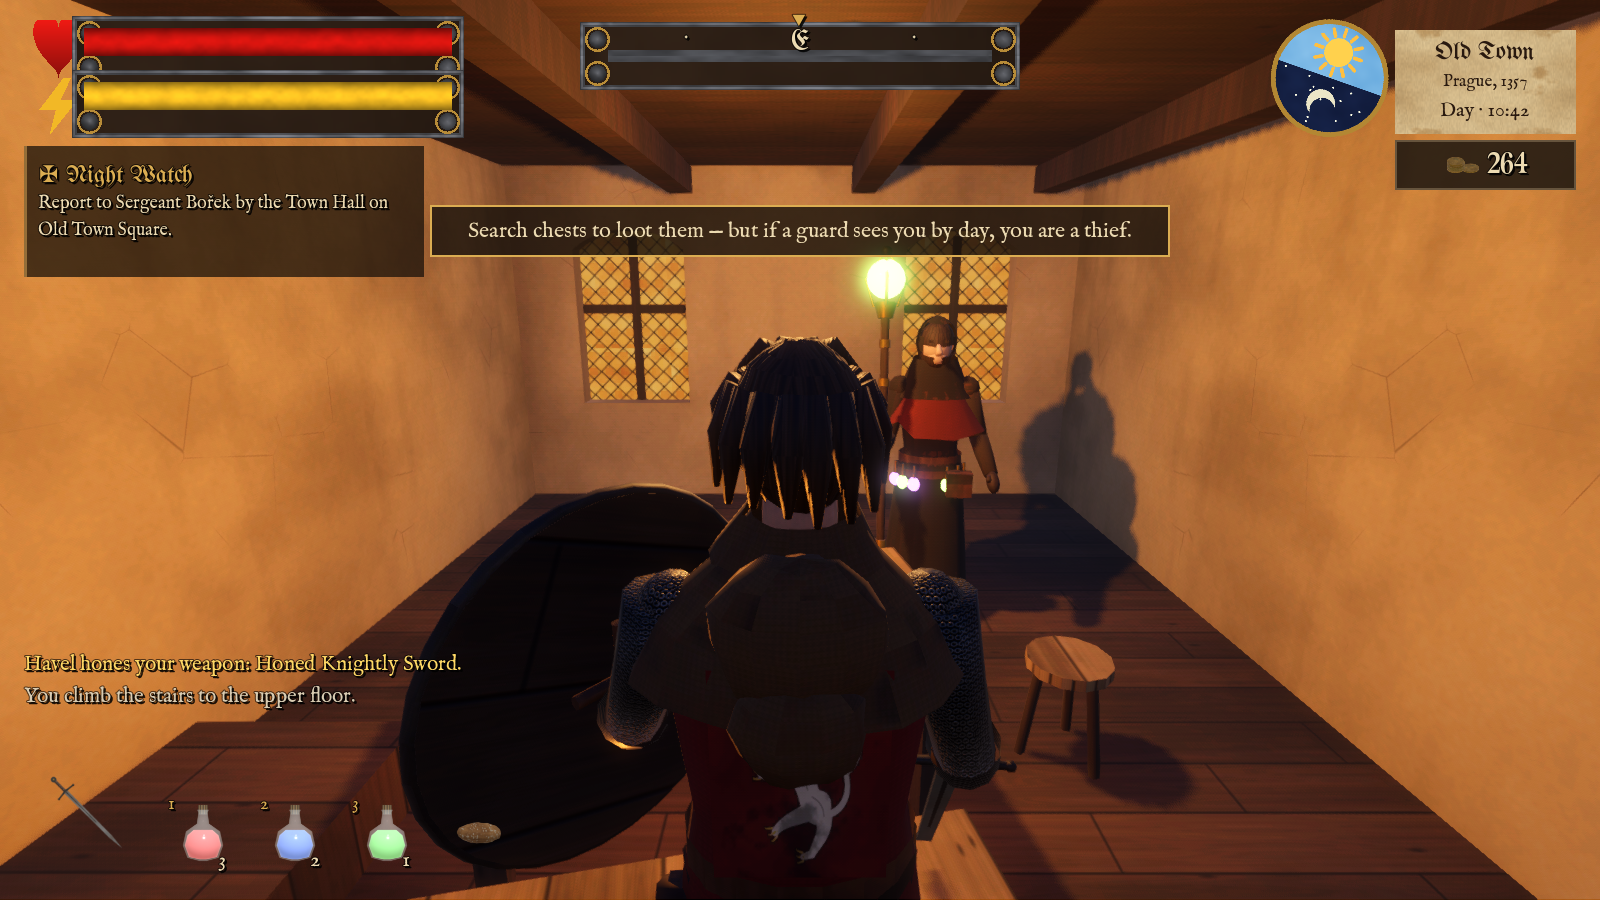 E
Old Town
Prague, 1357
Day · 10:42
264
✠ Night Watch
Report to Sergeant Bořek by the Town Hall on
Old Town Square.
Search chests to loot them – but if a guard sees you by day, you are a thief.
Havel hones your weapon: Honed Knightly Sword.
You climb the stairs to the upper floor.
1
2
3
3
2
1